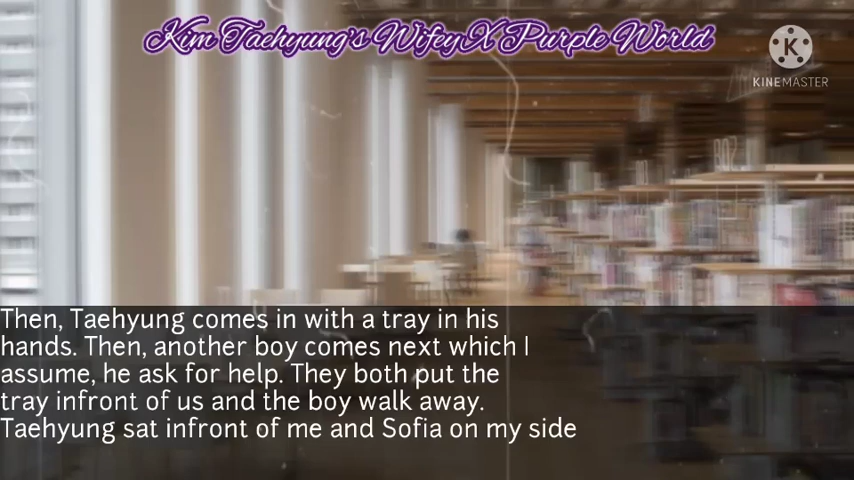 Kim Taehyung's Wifey X Purple World
KINEMASTER
Then, Taehyung comes in with a tray in his
hands. Then, another boy comes next which I
assume, he ask for help. They both put the
tray infront of us and the boy walk away.
Taehyung sat infront of me and Sofia on my side